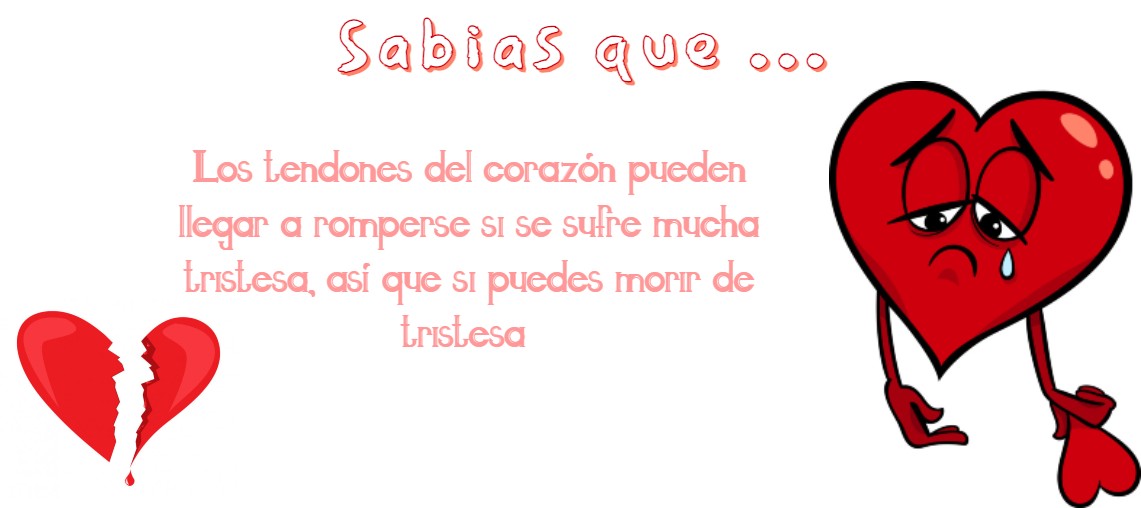 Sabias que ...
Los tendones del corazón pueden
llegar a romperse si se sufre mucha
tristesa, así que si puedes morir de
tristesa